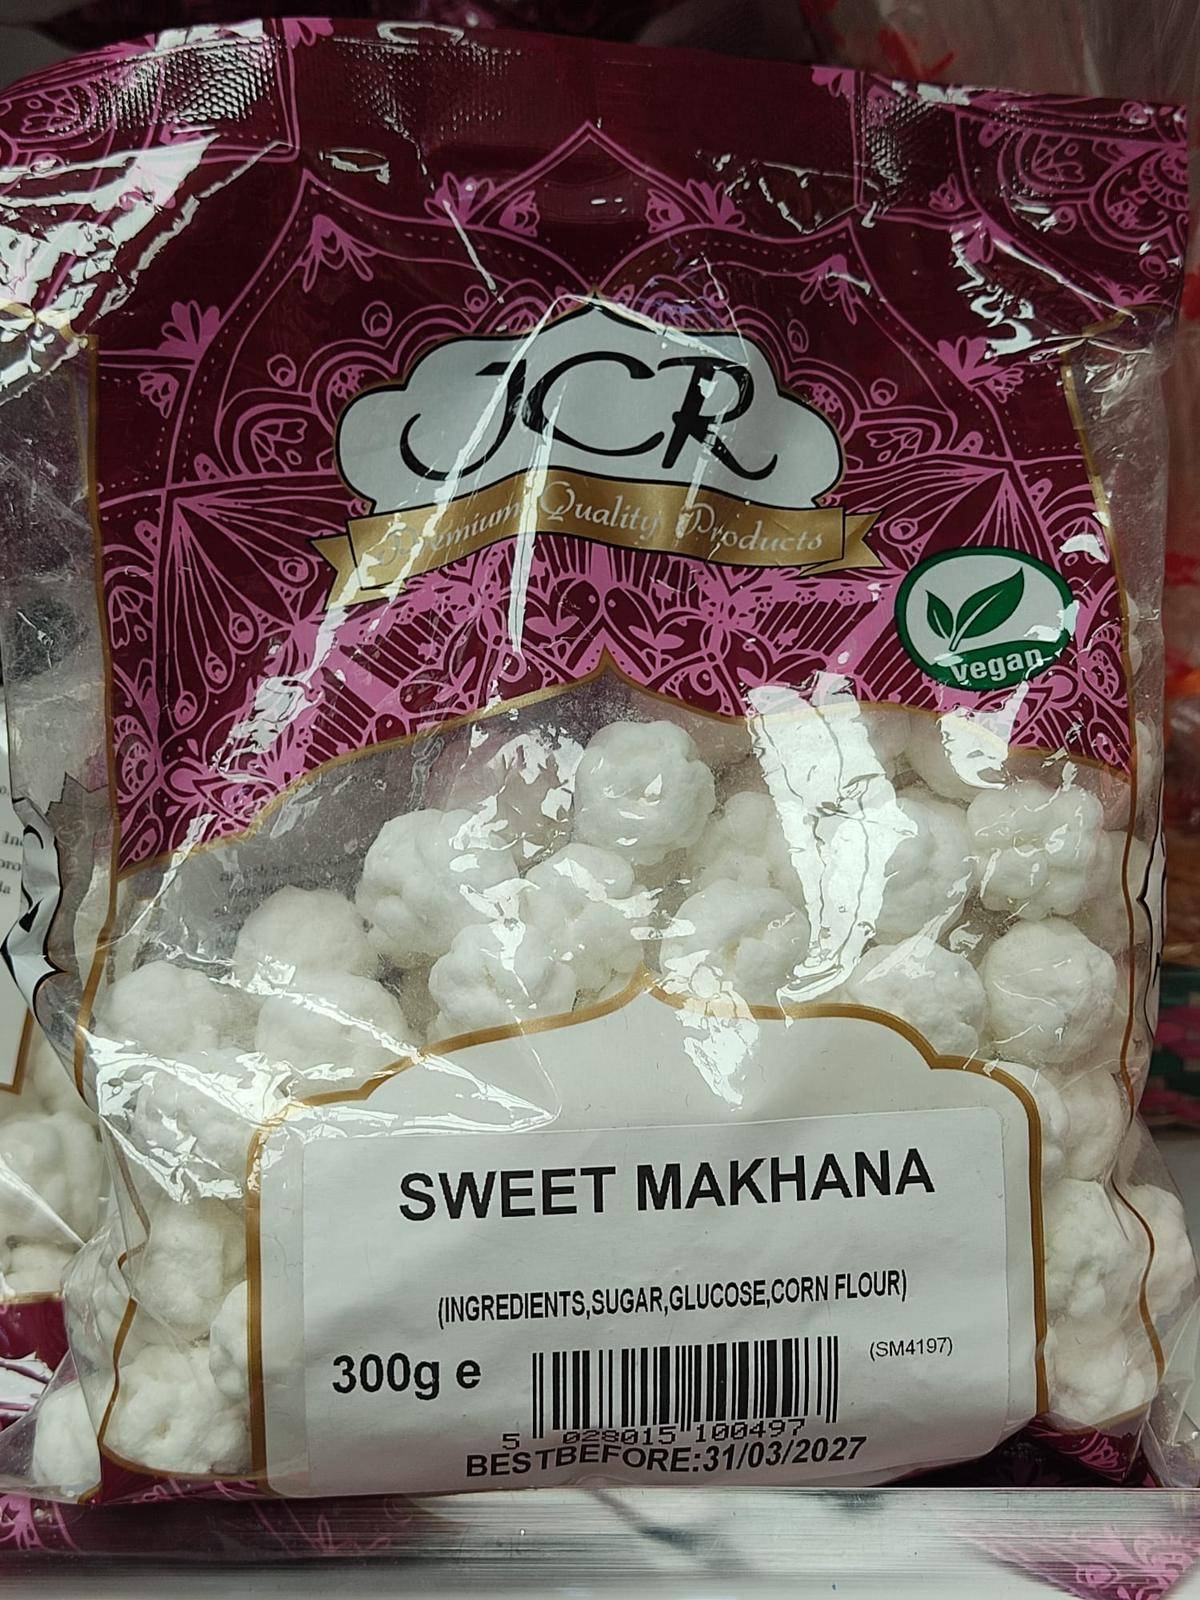 JCR
Premium Quality Products
vegan
SWEET MAKHANA
(INGREDIENTS,SUGAR,GLUCOSE,CORN FLOUR)
300g e
(SM4197)
5 028015 100497
BESTBEFORE:31/03/2027